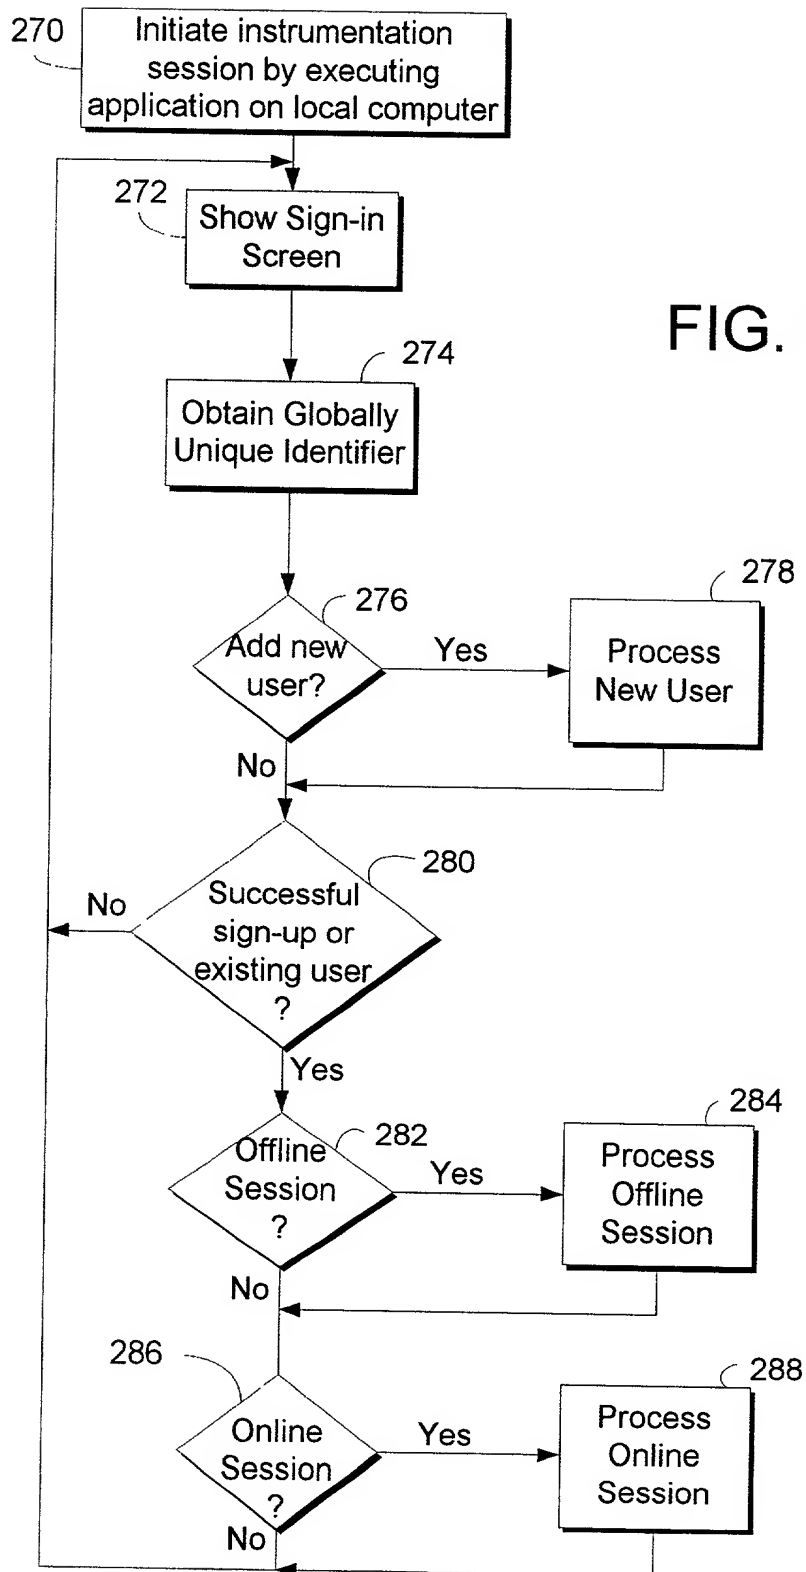 270
Initiate instrumentation
session by executing
application on local computer
272
Show Sign-in
Screen
FIG.
274
Obtain Globally
Unique Identifier
276
278
Add new
user?
Yes
Process
New User
No
280
No
Successful
sign-up or
existing user
?
Yes
282
284
Offline
Session
?
Yes
Process
Offline
Session
No
286
288
Online
Session
?
Yes
Process
Online
Session
No